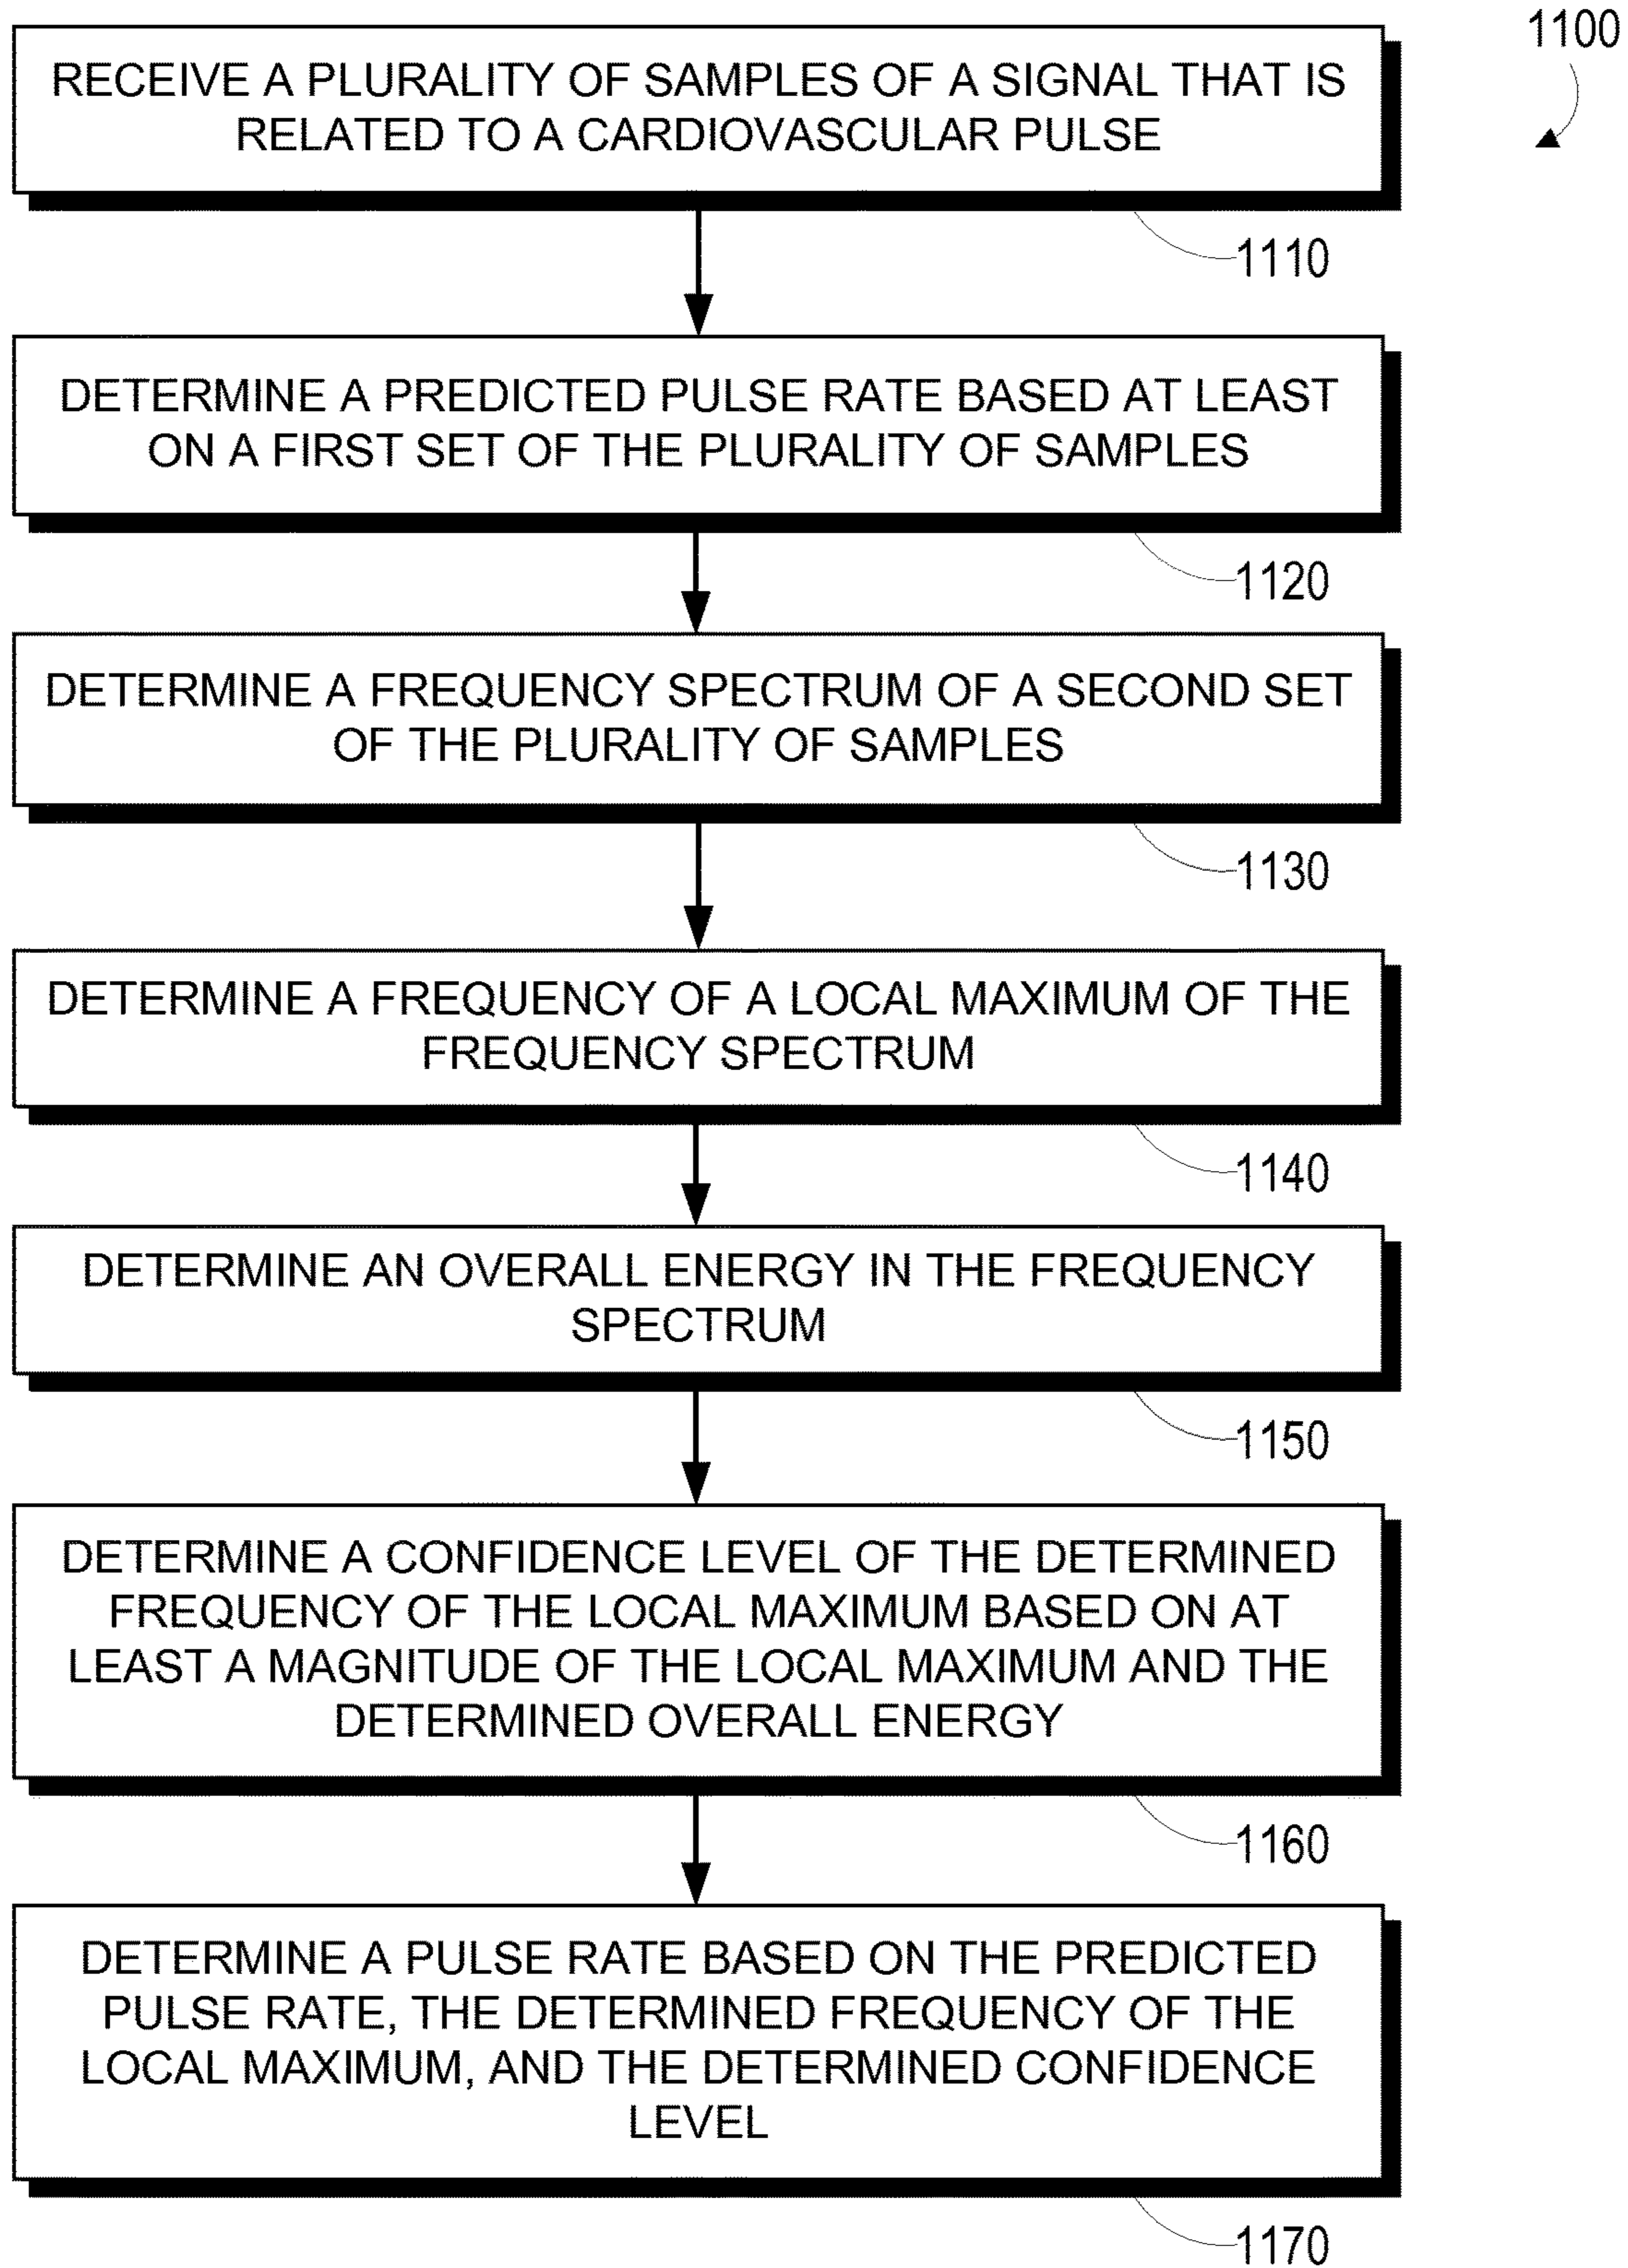 1100
RECEIVE A PLURALITY OF SAMPLES OF A SIGNAL THAT IS
RELATED TO A CARDIOVASCULAR PULSE
1110
DETERMINE A PREDICTED PULSE RATE BASED AT LEAST
ON A FIRST SET OF THE PLURALITY OF SAMPLES
1120
DETERMINE A FREQUENCY SPECTRUM OF A SECOND SET
OF THE PLURALITY OF SAMPLES
1130
DETERMINE A FREQUENCY OF A LOCAL MAXIMUM OF THE
FREQUENCY SPECTRUM
1140
DETERMINE AN OVERALL ENERGY IN THE FREQUENCY
SPECTRUM
1150
DETERMINE A CONFIDENCE LEVEL OF THE DETERMINED
FREQUENCY OF THE LOCAL MAXIMUM BASED ON AT
LEAST A MAGNITUDE OF THE LOCAL MAXIMUM AND THE
DETERMINED OVERALL ENERGY
1160
DETERMINE A PULSE RATE BASED ON THE PREDICTED
PULSE RATE, THE DETERMINED FREQUENCY OF THE
LOCAL MAXIMUM, AND THE DETERMINED CONFIDENCE
LEVEL
1170